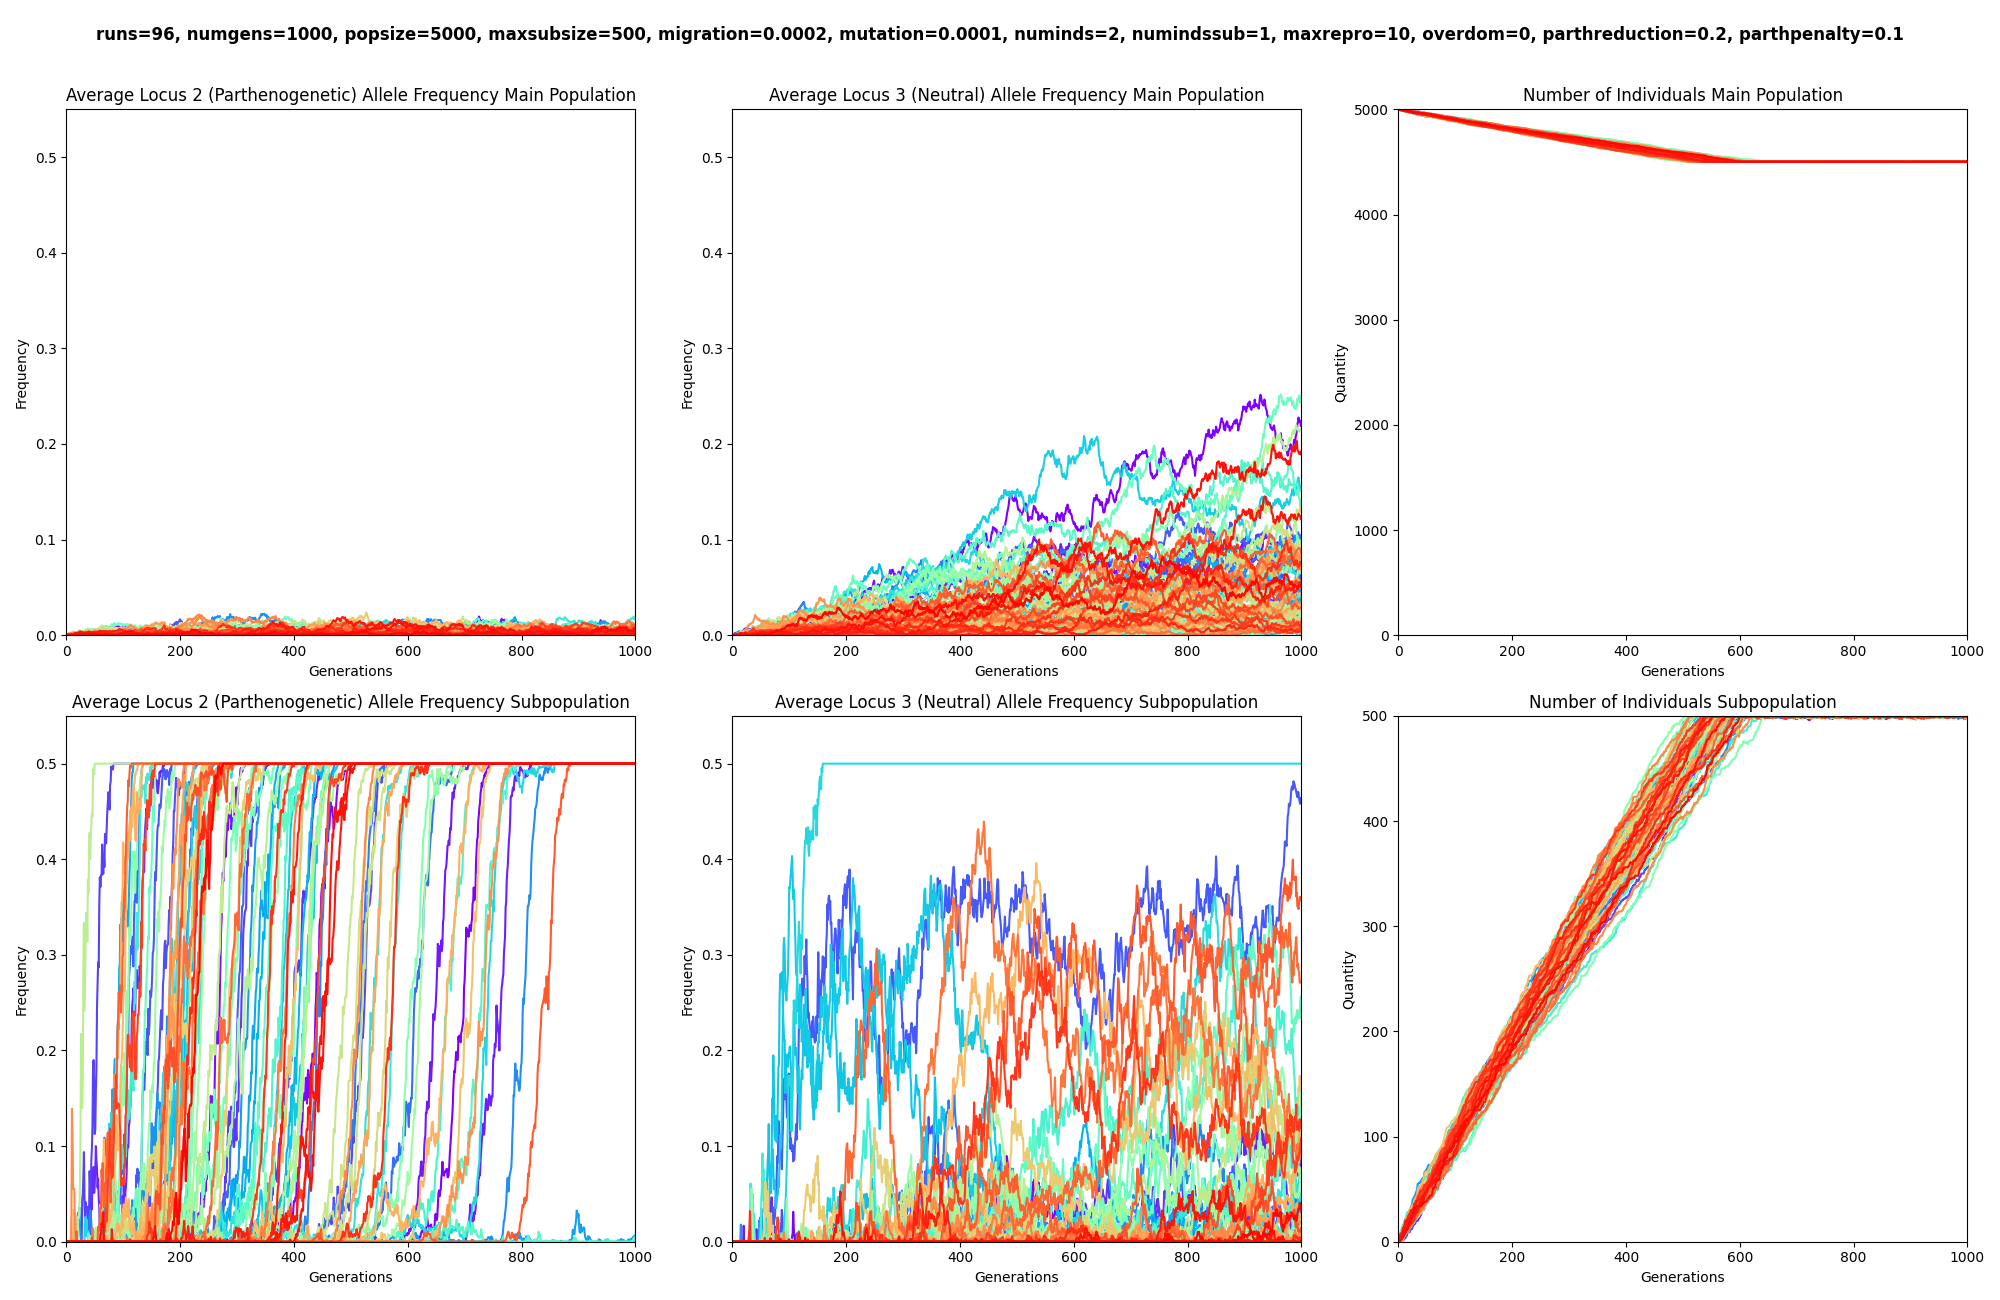 runs=96, numgens=1000, popsize=5000, maxsubsize=500, migration=0.0002, mutation=0.0001, numinds=2, numindssub=1, maxrepro=10, overdom=0, parthreduction=0.2, parthpenalty=0.1
Average Locus 2 (Parthenogenetic) Allele Frequency Main Population
Frequency
0.5
0.4
0.3
0.2
0.1
0.0
0 200 400 600 800 1000
Generations
Average Locus 3 (Neutral) Allele Frequency Main Population
Frequency
0.5
0.4
0.3
0.2
0.1
0.0
0 200 400 600 800 1000
Generations
Number of Individuals Main Population
Quantity
5000
4000
3000
2000
1000
0
0 200 400 600 800 1000
Generations
Average Locus 2 (Parthenogenetic) Allele Frequency Subpopulation
Frequency
0.5
0.4
0.3
0.2
0.1
0.0
0 200 400 600 800 1000
Generations
Average Locus 3 (Neutral) Allele Frequency Subpopulation
Frequency
0.5
0.4
0.3
0.2
0.1
0.0
0 200 400 600 800 1000
Generations
Number of Individuals Subpopulation
Quantity
500
400
300
200
100
0
0 200 400 600 800 1000
Generations